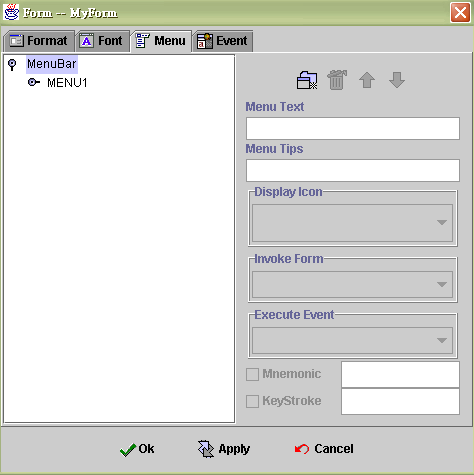 Form -- MyForm
Format Font Menu Event
MenuBar
MENU1
Menu Text
Menu Tips
Display Icon
Invoke Form
Execute Event
Mnemonic
KeyStroke
Ok Apply Cancel